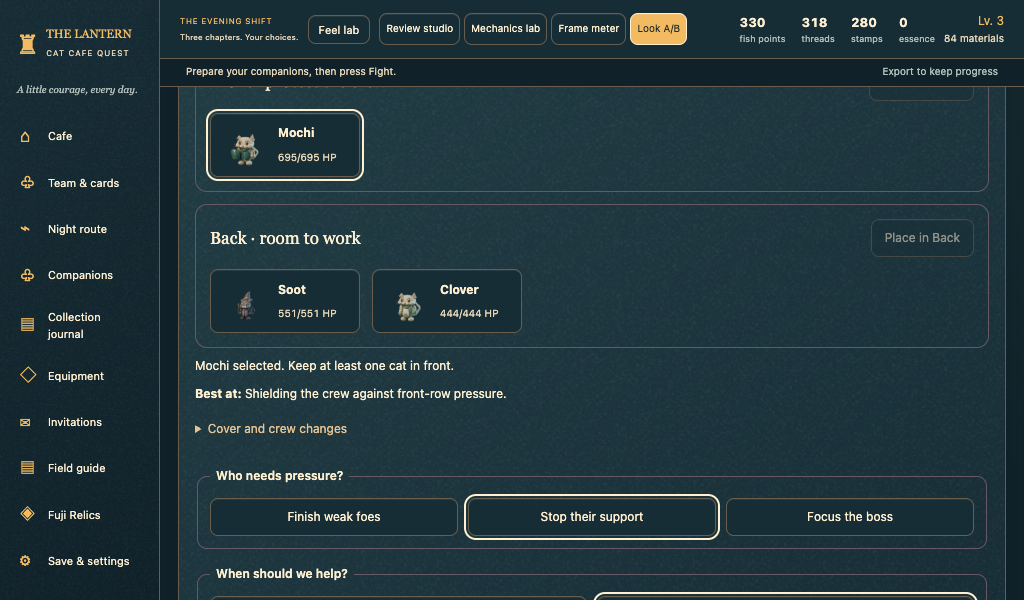 THE LANTERN
CAT CAFE QUEST
A little courage, every day.
Cafe
Team & cards
Night route
Companions
Collection
journal
Equipment
Invitations
Field guide
Fuji Relics
Save & settings
THE EVENING SHIFT
Three chapters. Your choices.
Feel lab
Review studio
Mechanics lab
Frame meter
Look A/B
330
fish points
318
threads
280
stamps
0
essence
Lv. 3
84 materials
Prepare your companions, then press Fight.
Export to keep progress
Mochi
695/695 HP
Back · room to work
Place in Back
Soot
551/551 HP
Clover
444/444 HP
Mochi selected. Keep at least one cat in front.
Best at: Shielding the crew against front-row pressure.
Cover and crew changes
Who needs pressure?
Finish weak foes
Stop their support
Focus the boss
When should we help?